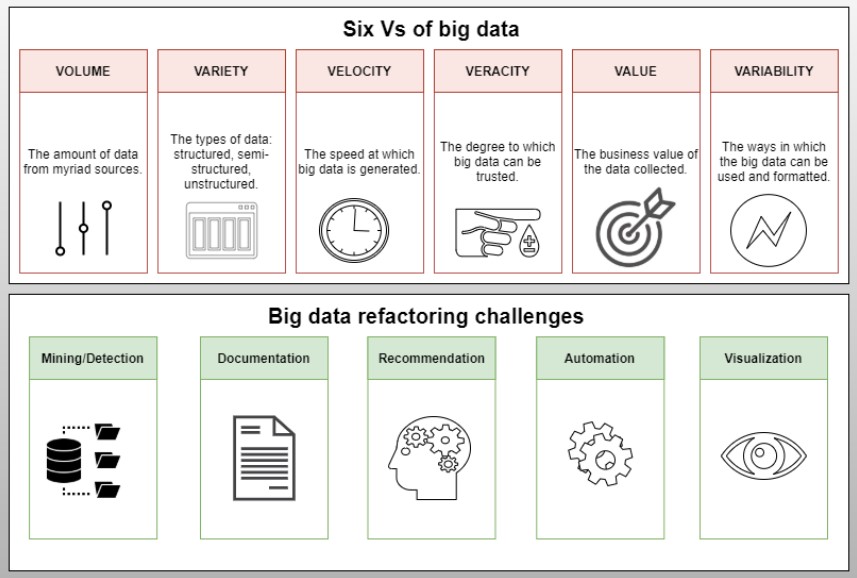 Six Vs of big data
VOLUME
VARIETY
VELOCITY
VERACITY
VALUE
VARIABILITY
The amount of data
from myriad sources.
The types of data:
structured, semi-
structured,
unstructured.
The speed at which
big data is generated.
The degree to which
big data can be
trusted.
The business value of
the data collected.
The ways in which
the big data can be
used and formatted.
Big data refactoring challenges
Mining/Detection
Documentation
Recommendation
Automation
Visualization